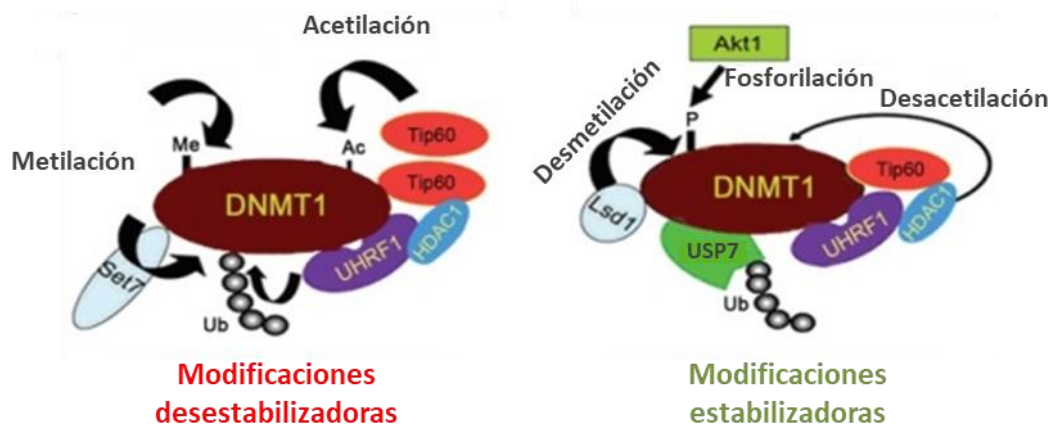 Acetilación
Me
Ac
Tip60
Metilación
Tip60
DNMT1
HDAC1
UHRF1
Set7
Ub
Modificaciones
desestabilizadoras
Akt1
Fosforilación
Desmetilación
Desacetilación
P
Tip60
DNMT1
Lsd1
HDAC1
UHRF1
USP7
Ub
Modificaciones
estabilizadoras